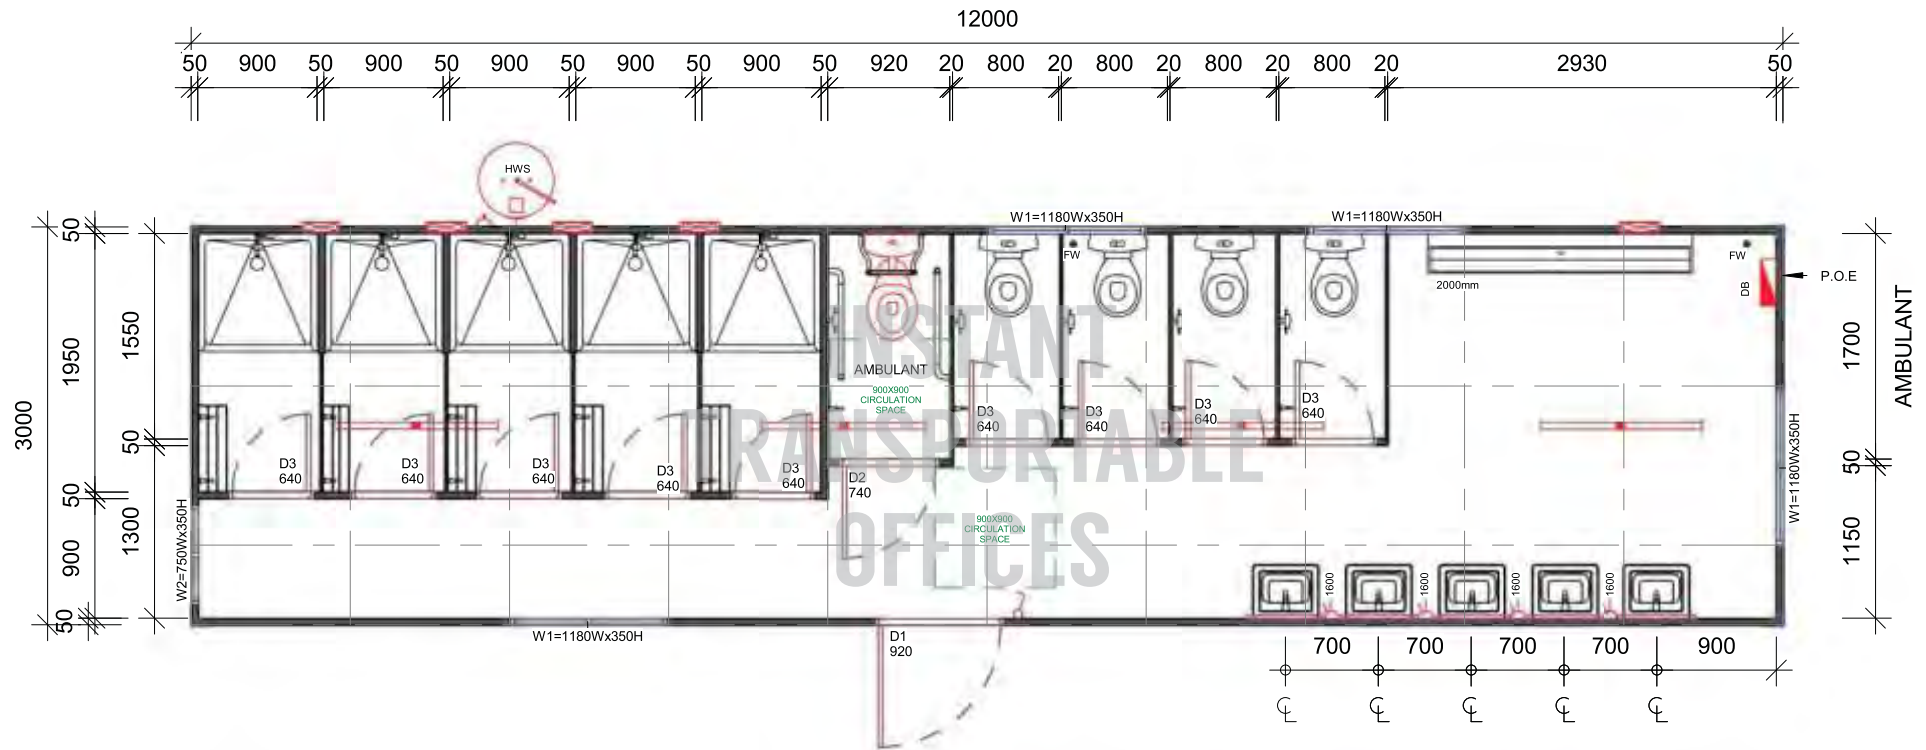 12000
50 900 50 900 50 900 50 900 50 900 50 920 20 800 20 800 20 800 20 800 20 2930 50
HWS
W1=1180Wx350H
W1=1180Wx350H
FW
FW
2000mm
DB
P.O.E
AMBULANT
900X900
CIRCULATION
SPACE
INSTANT
TRANSPORTABLE
OFFICES
D3
640
D3
640
D3
640
D3
640
D3
640
D3
640
D3
640
D3
640
D3
640
D2
740
900X900
CIRCULATION
SPACE
3000
50
1950
50
900
50
1550
50
1300
W2=750Wx350H
W1=1180Wx350H
1700
50
1150
AMBULANT
W1=1180Wx350H
D1
920
1600
1600
1600
1600
700 700 700 700 900